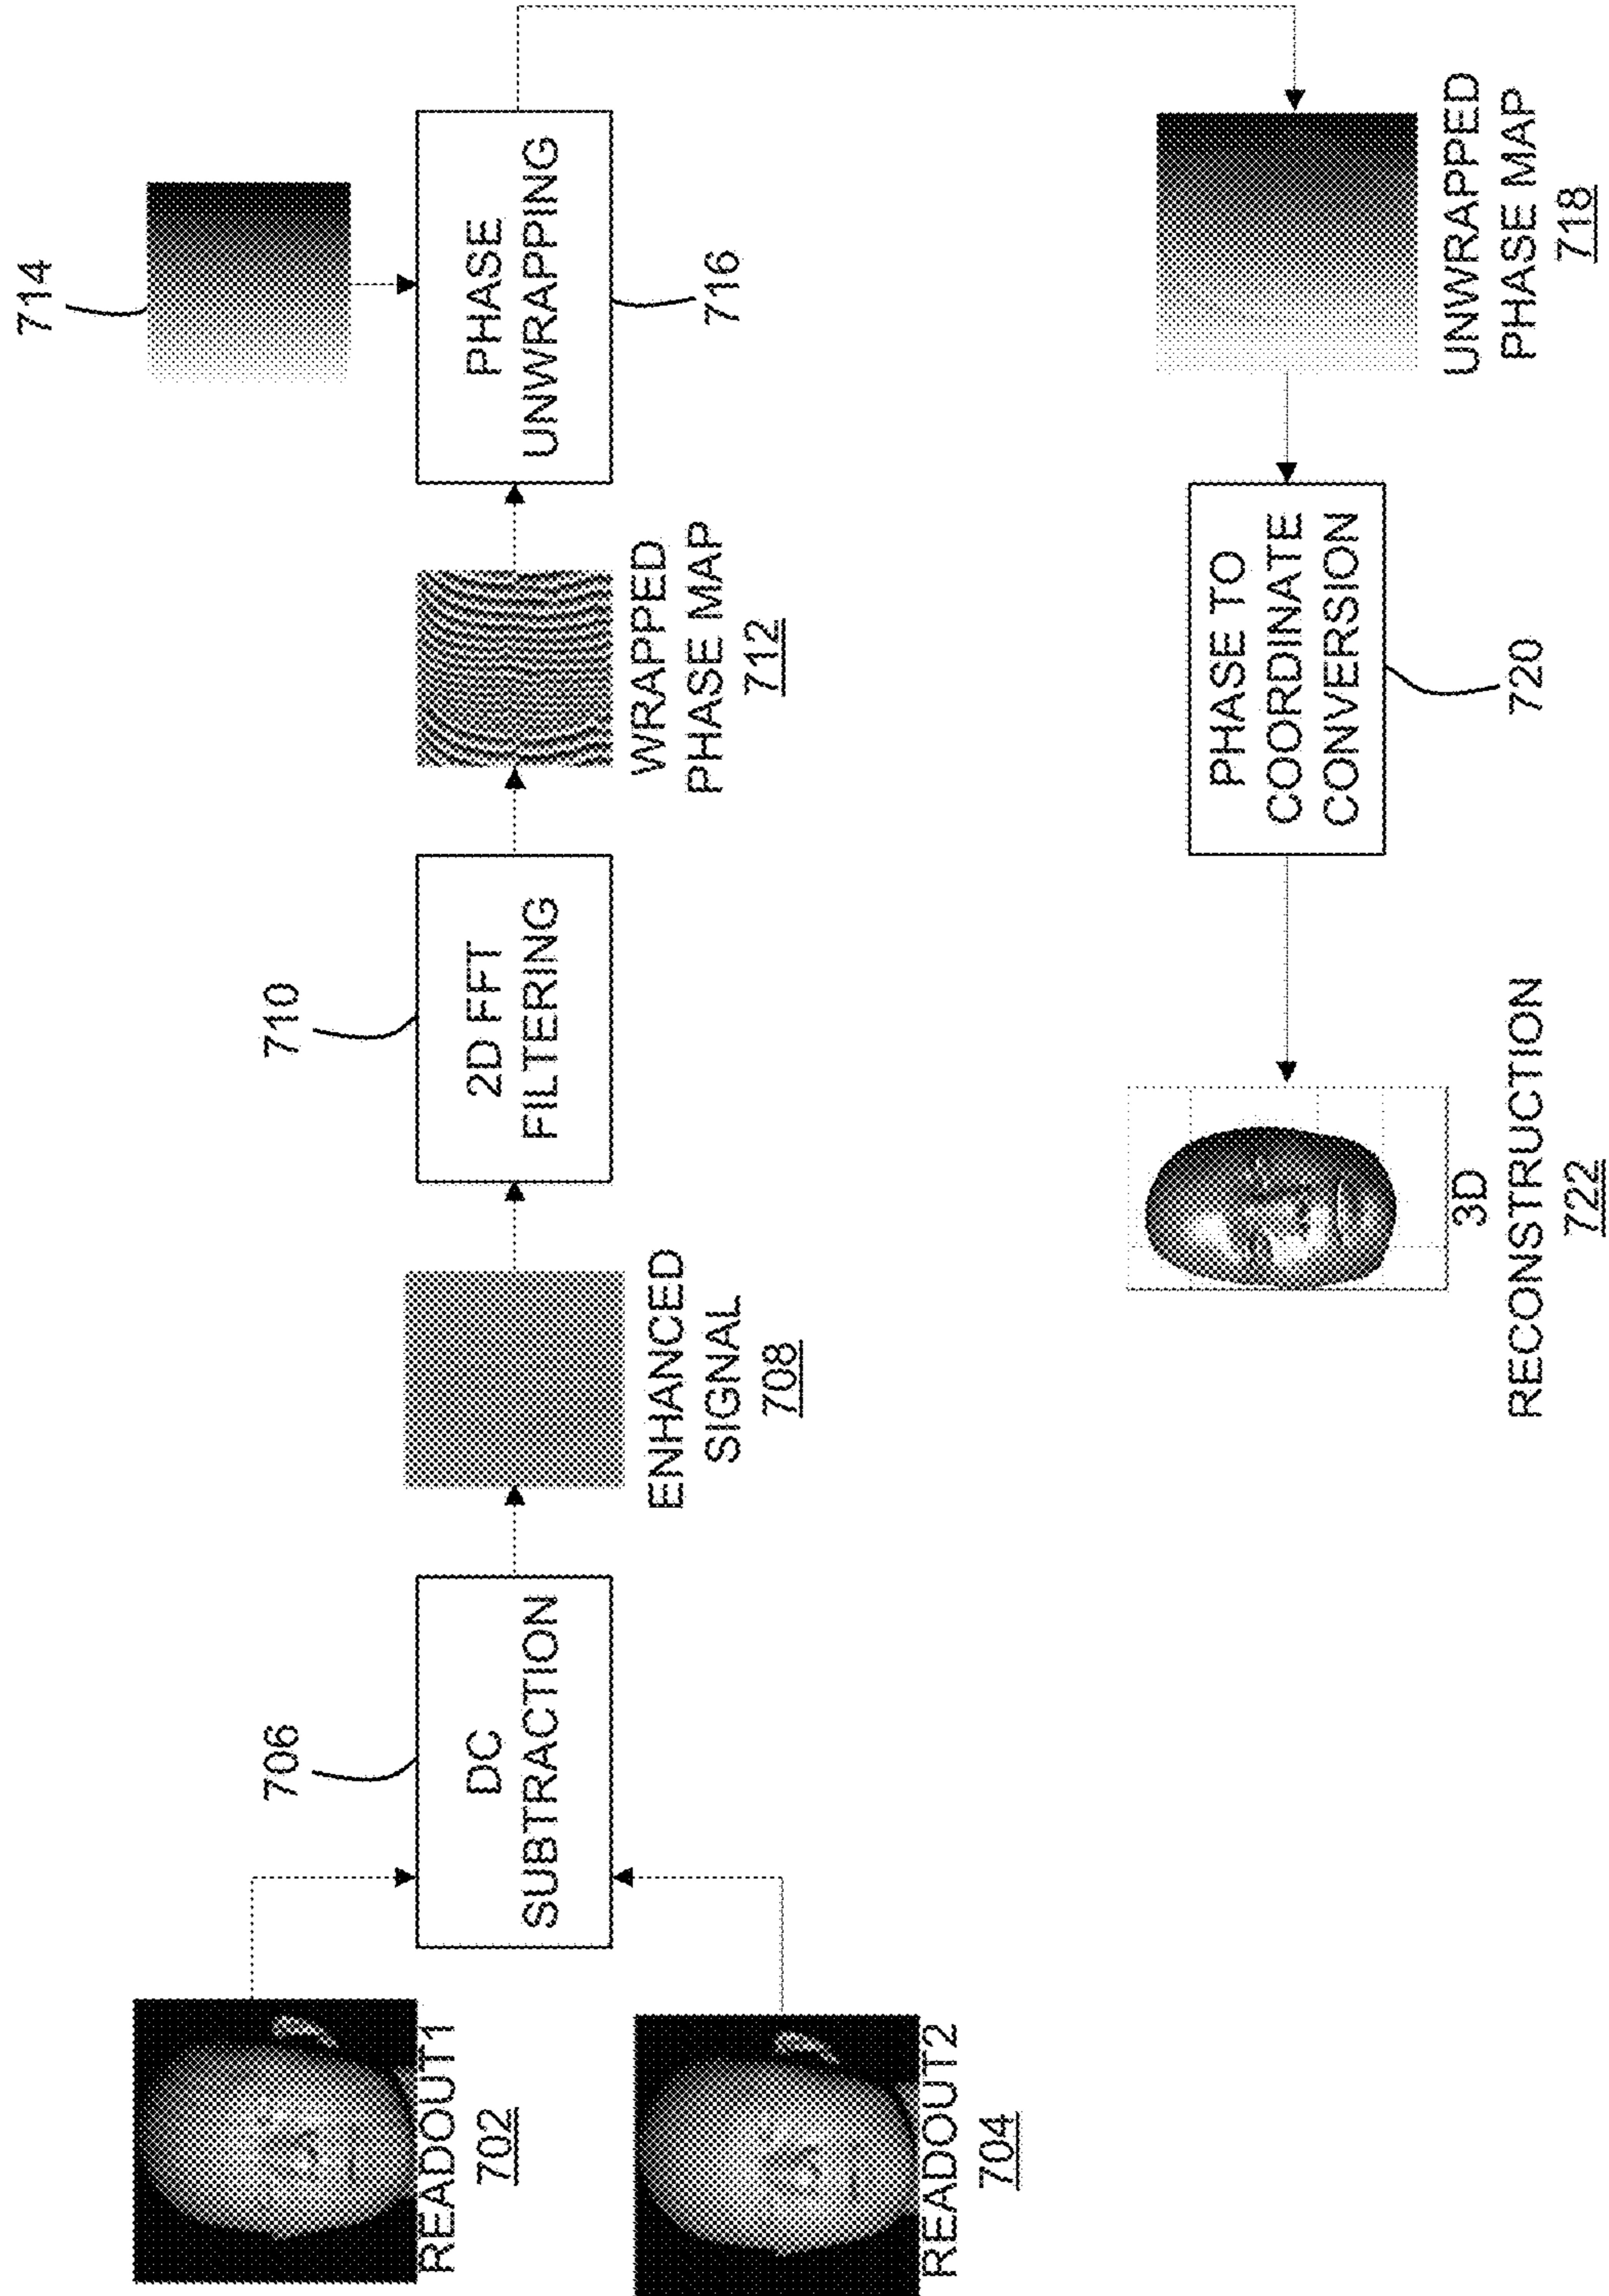 READOUT1
702
READOUT2
704
706
DC
SUBTRACTION
ENHANCED
SIGNAL
708
710
2D FFT
FILTERING
WRAPPED
PHASE MAP
712
714
PHASE
UNWRAPPING
716
UNWRAPPED
PHASE MAP
718
PHASE TO
COORDINATE
CONVERSION
720
3D
RECONSTRUCTION
722